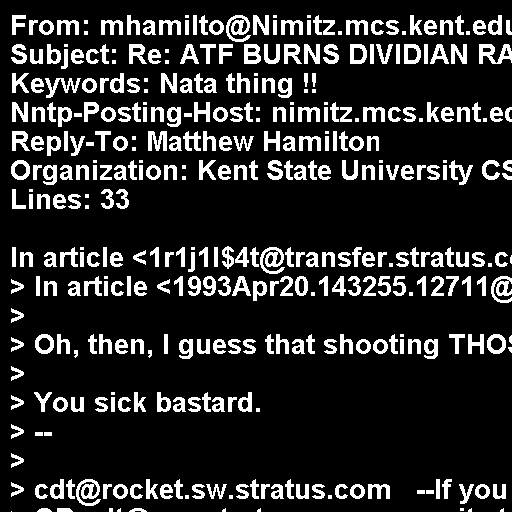 From: mhamilto@Nimitz.mcs.kent.edu
Subject: Re: ATF BURNS DIVIDIAN RA
Keywords: Nata thing !!
Nntp-Posting-Host: nimitz.mcs.kent.ed
Reply-To: Matthew Hamilton
Organization: Kent State University CS
Lines: 33

In article <1r1j1l$4t@transfer.stratus.c
> In article <1993Apr20.143255.12711@
>
> Oh, then, I guess that shooting THOS
>
> You sick bastard.
> --
>
> cdt@rocket.sw.stratus.com   --If you